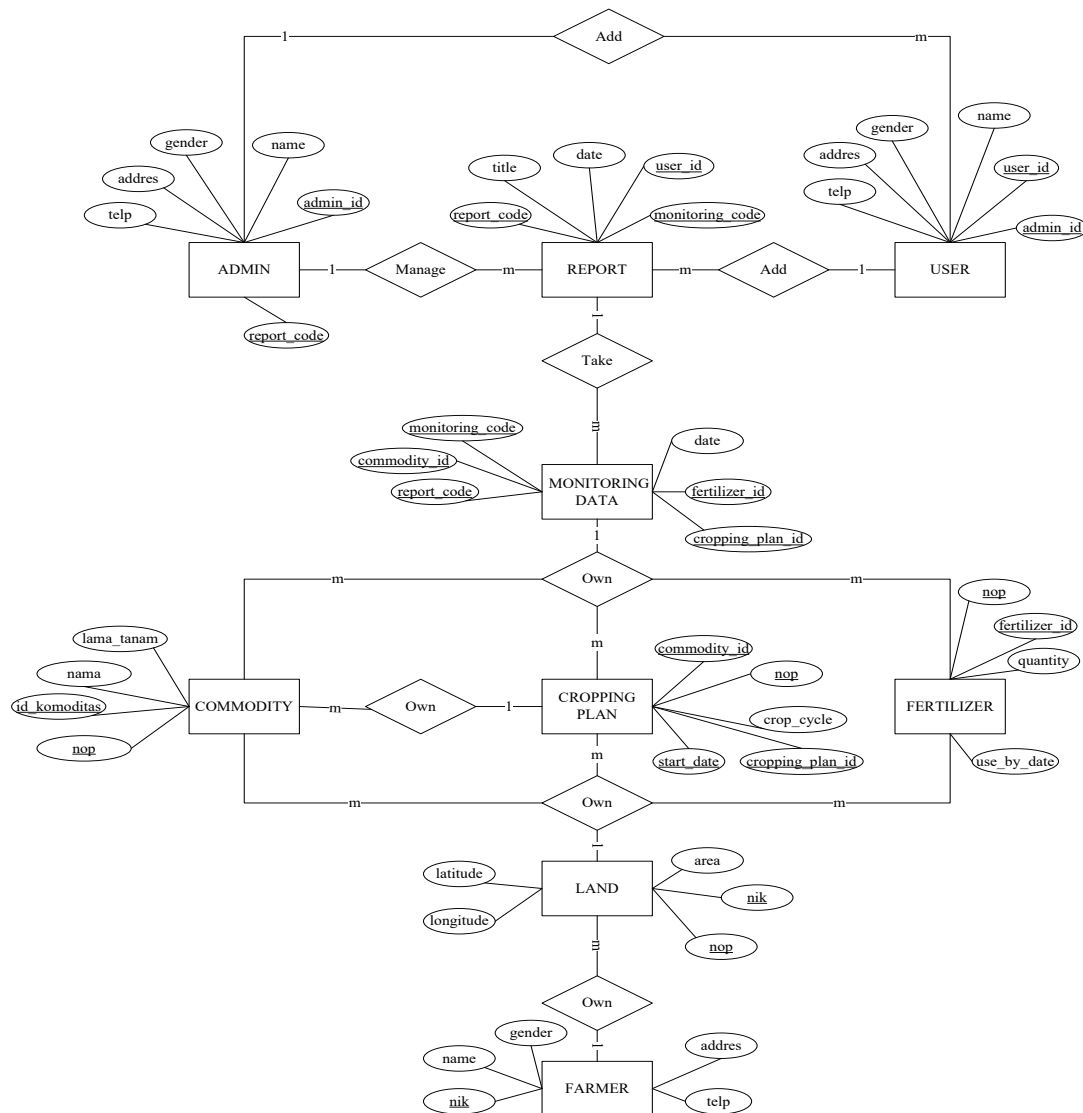 1
Add
m
gender
name
addres
telp
admin_id
title
date
user_id
report_code
monitoring_code
gender
name
addres
user_id
telp
admin_id
ADMIN
1
Manage
m
REPORT
m
Add
1
USER
report_code
1
Take
m
monitoring_code
commodity_id
report_code
MONITORING
DATA
date
fertilizer_id
cropping_plan_id
1
m
Own
m
m
lama_tanam
nama
id_komoditas
nop
COMMODITY
m
Own
1
CROPPING
PLAN
commodity_id
nop
crop_cycle
cropping_plan_id
start_date
nop
fertilizer_id
quantity
FERTILIZER
use_by_date
m
m
Own
m
1
latitude
longitude
LAND
area
nik
nop
m
Own
1
gender
name
nik
FARMER
addres
telp